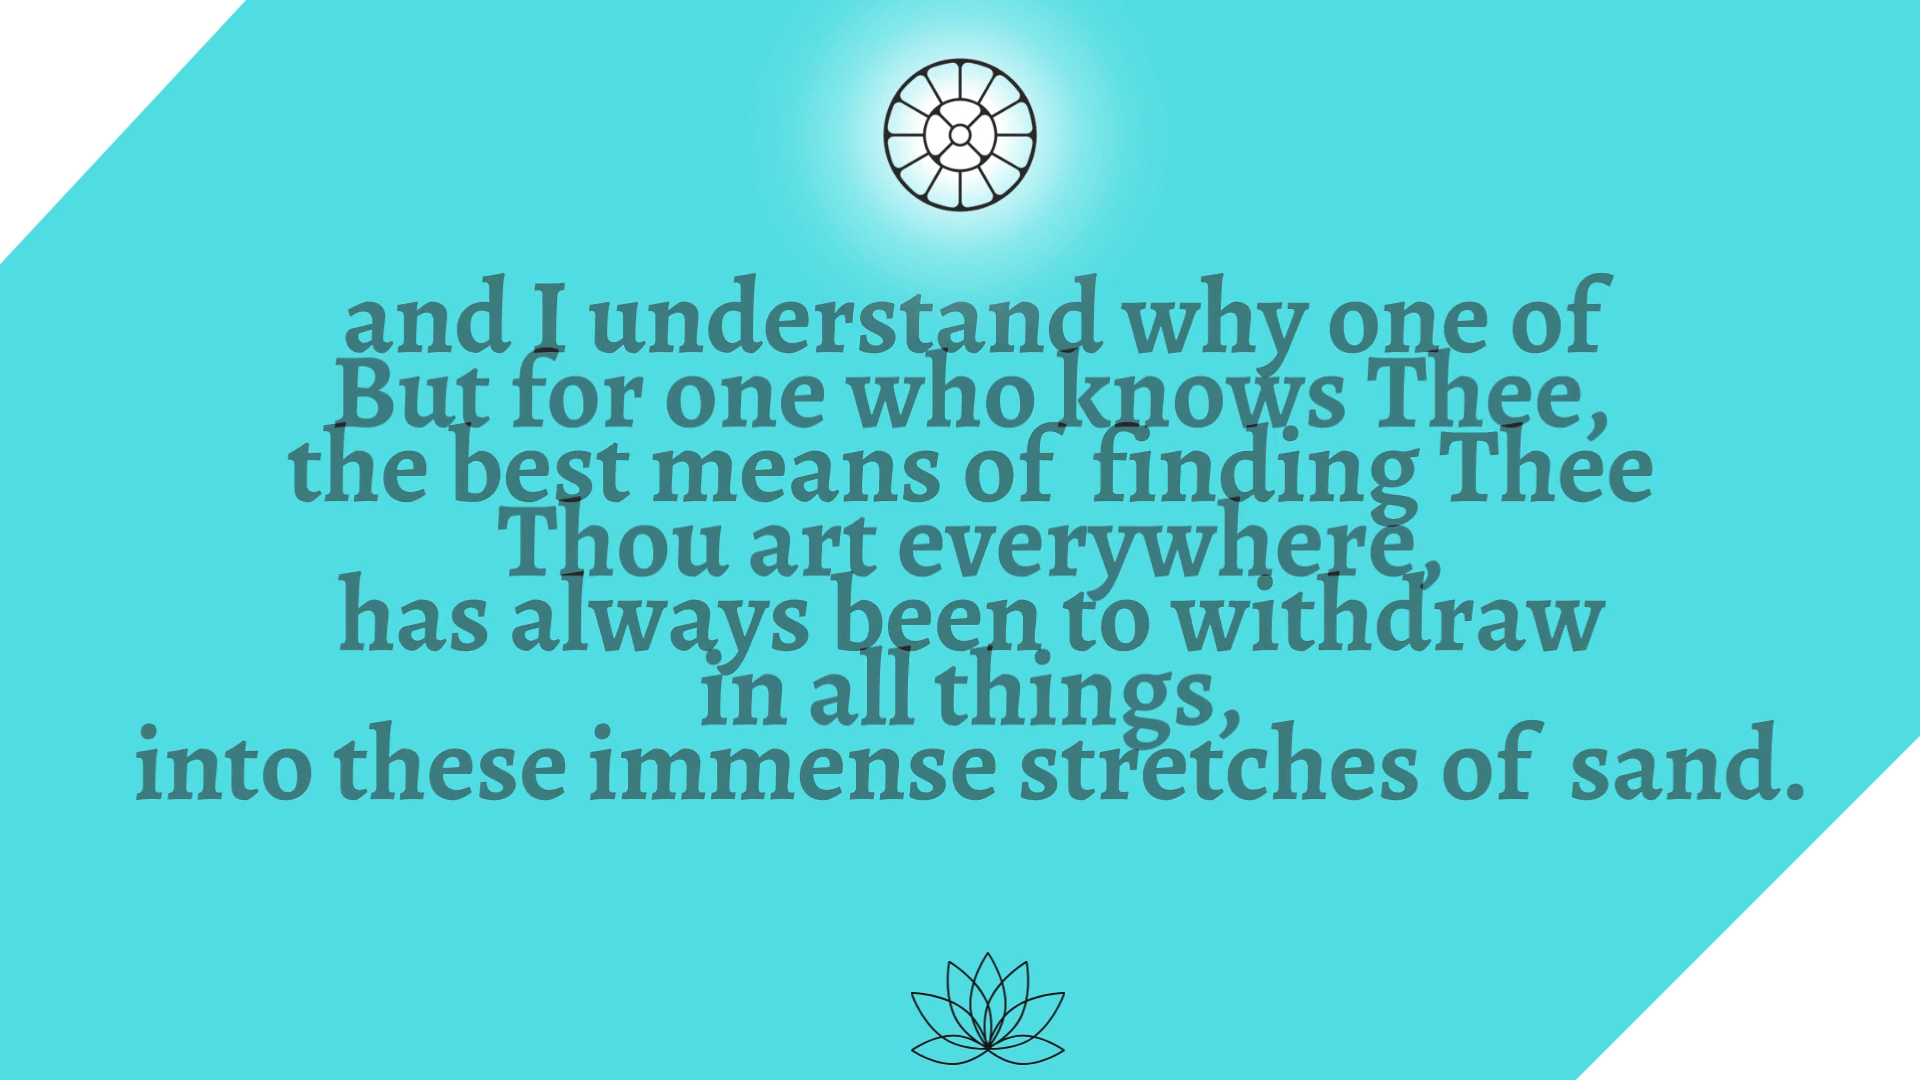 and I understand why one of
But for one who knows Thee,
the best means of finding Thee
Thou art everywhere,
has always been to withdraw
in all things,
into these immense stretches of sand.